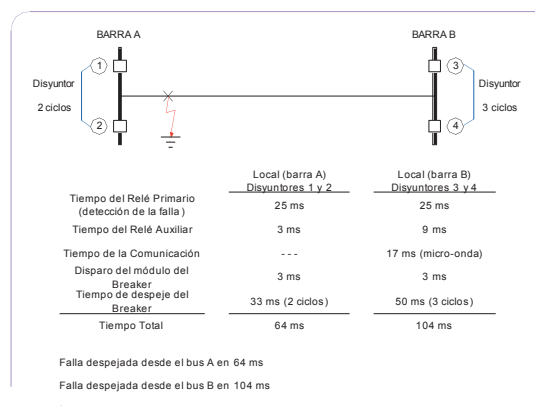 BARRA A
BARRA B
1
3
Disyuntor
2 ciclos
Disyuntor
3 ciclos
2
4
Local (barra A)
Disyuntores 1 y 2
Local (barra B)
Disyuntores 3 y 4
Tiempo del Relé Primario
(detección de la falla)
25 ms
25 ms
Tiempo del Relé Auxiliar
3 ms
9 ms
Tiempo de la Comunicación
- - -
17 ms (micro-onda)
Disparo del módulo del
Breaker
3 ms
3 ms
Tiempo de despeje del
Breaker
33 ms (2 ciclos)
50 ms (3 ciclos)
Tiempo Total
64 ms
104 ms
Falla despejada desde el bus A en 64 ms
Falla despejada desde el bus B en 104 ms